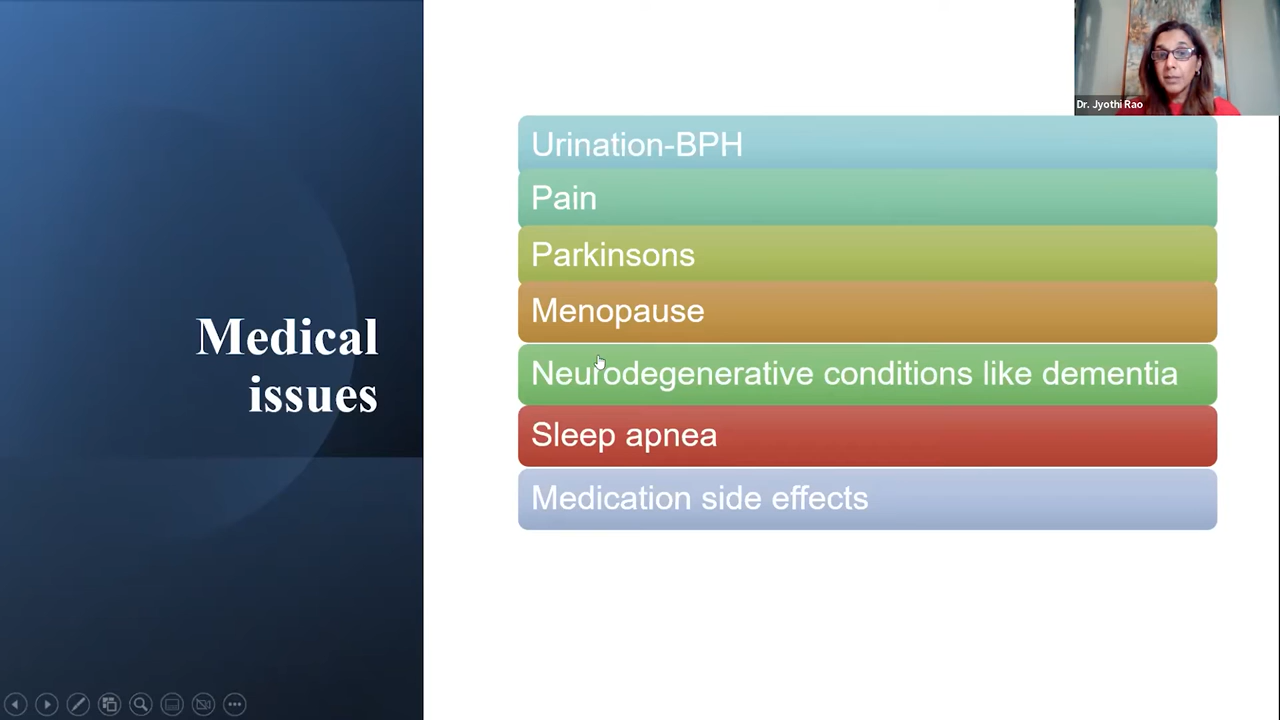 Dr. Jyothi Rao
Medical
issues
Urination-BPH
Pain
Parkinsons
Menopause
Neurodegenerative conditions like dementia
Sleep apnea
Medication side effects